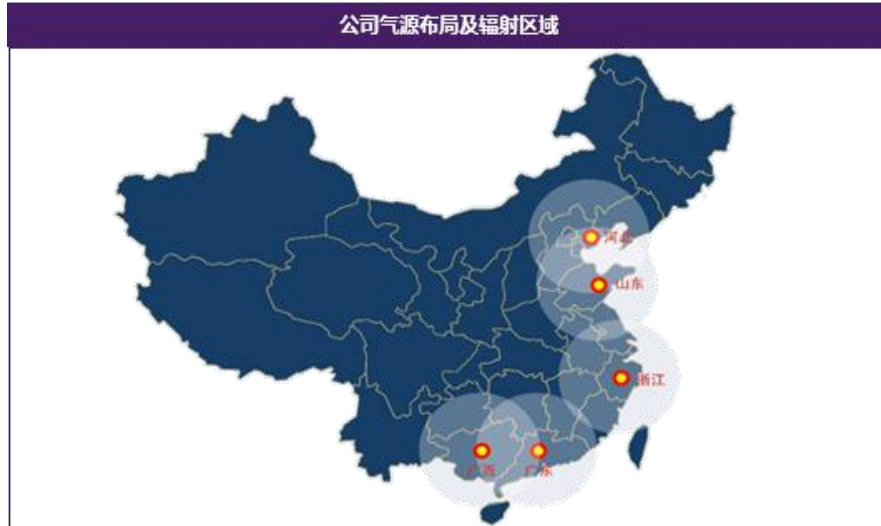 公司气源布局及辐射区域
河北
山东
浙江
广西
广东